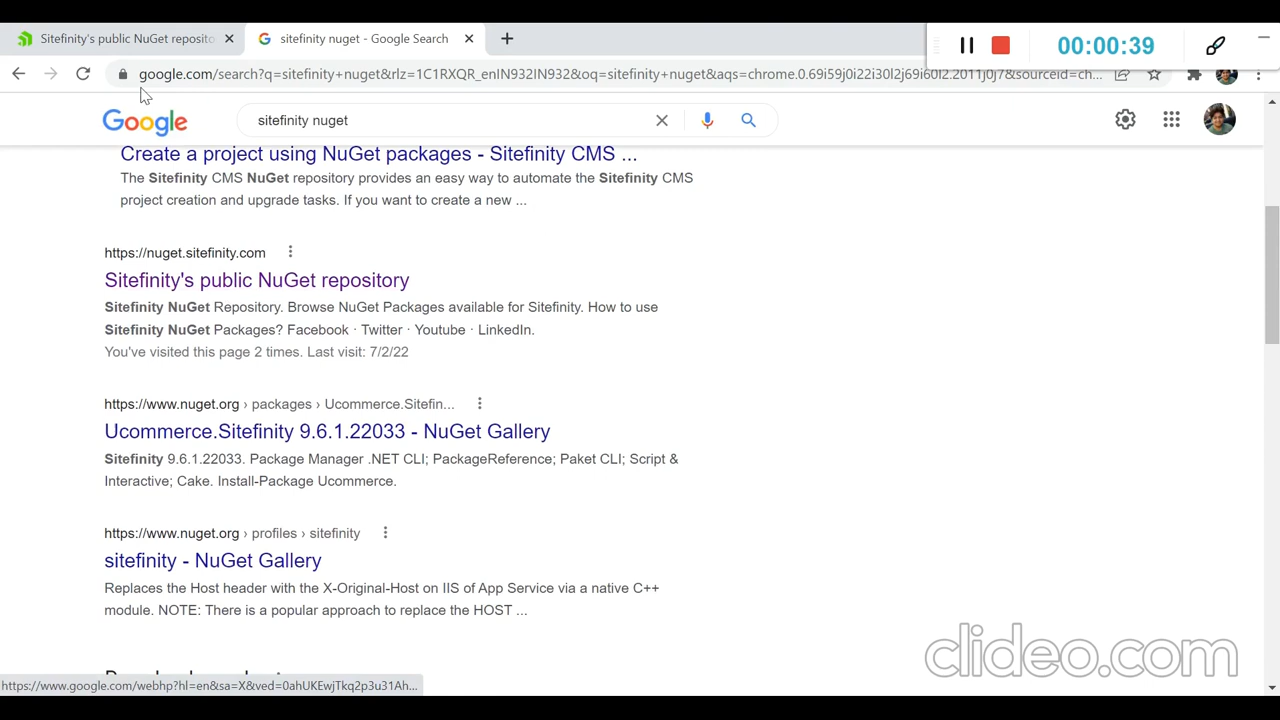 Sitefinity's public NuGet reposito
sitefinity nuget - Google Search
00:00:39
google.com/search?q=sitefinity+nuget&rlz=1C1RXQR_enIN932IN932&oq=sitefinity+nuget&aqs=chrome.0.69i59j0i22i30l2j69i60l2.2011j0j7&sourceid=ch...
Google
sitefinity nuget
Create a project using NuGet packages - Sitefinity CMS ...
The Sitefinity CMS NuGet repository provides an easy way to automate the Sitefinity CMS
project creation and upgrade tasks. If you want to create a new ...
https://nuget.sitefinity.com
Sitefinity's public NuGet repository
Sitefinity NuGet Repository. Browse NuGet Packages available for Sitefinity. How to use
Sitefinity NuGet Packages? Facebook · Twitter · Youtube · LinkedIn.
You've visited this page 2 times. Last visit: 7/2/22
https://www.nuget.org › packages › Ucommerce.Sitefin...
Ucommerce.Sitefinity 9.6.1.22033 - NuGet Gallery
Sitefinity 9.6.1.22033. Package Manager .NET CLI; PackageReference; Paket CLI; Script &
Interactive; Cake. Install-Package Ucommerce.
https://www.nuget.org › profiles › sitefinity
sitefinity - NuGet Gallery
Replaces the Host header with the X-Original-Host on IIS of App Service via a native C++
module. NOTE: There is a popular approach to replace the HOST ...
clideo.com
https://www.google.com/webhp?hl=en&sa=X&ved=0ahUKEwjTkq2p3u31Ah...